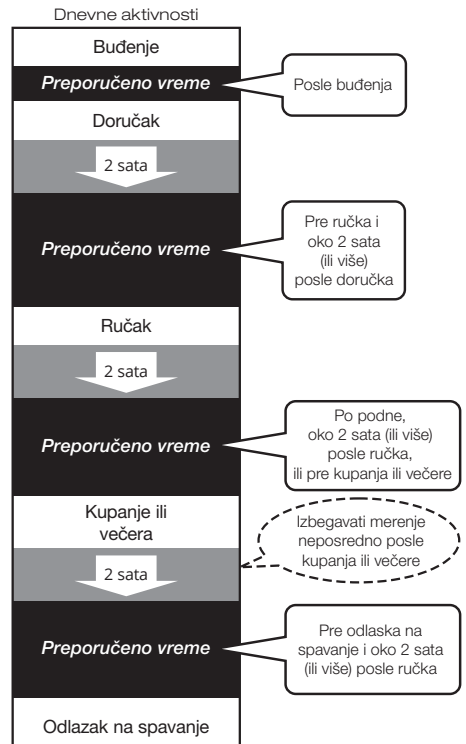 Dnevne aktivnosti
Buđenje
Preporučeno vreme
Posle buđenja
Doručak
2 sata
Preporučeno vreme
Pre ručka i
oko 2 sata
(ili više)
posle doručka
Ručak
2 sata
Preporučeno vreme
Po podne,
oko 2 sata (ili više)
posle ručka,
ili pre kupanja ili večere
Kupanje ili
večera
Izbegavati merenje
neposredno posle
kupanja ili večere
2 sata
Preporučeno vreme
Pre odlaska na
spavanje i oko 2 sata
(ili više) posle ručka
Odlazak na spavanje